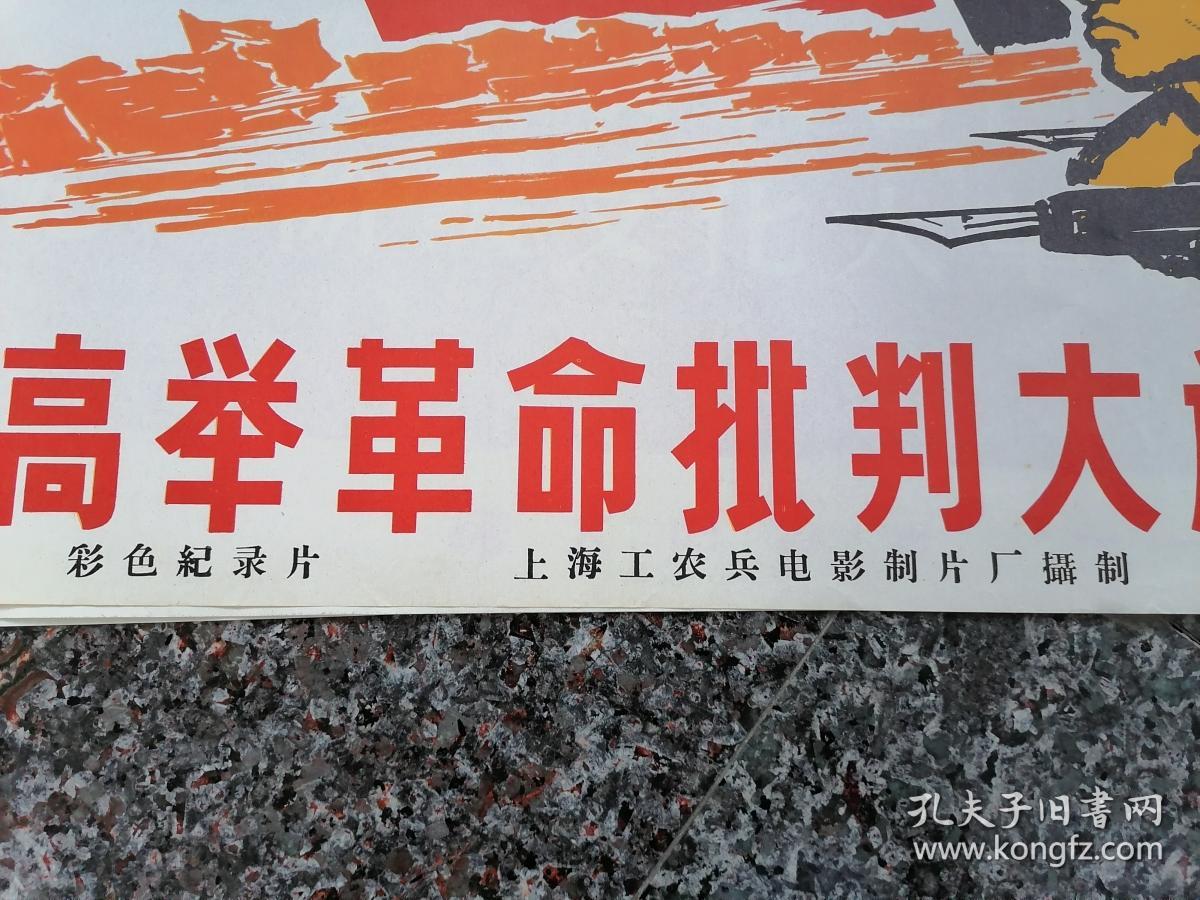 高举革命批判大
彩色紀录片 上海工农兵电影制片厂攝制
孔夫子旧書网
www.kongfz.com